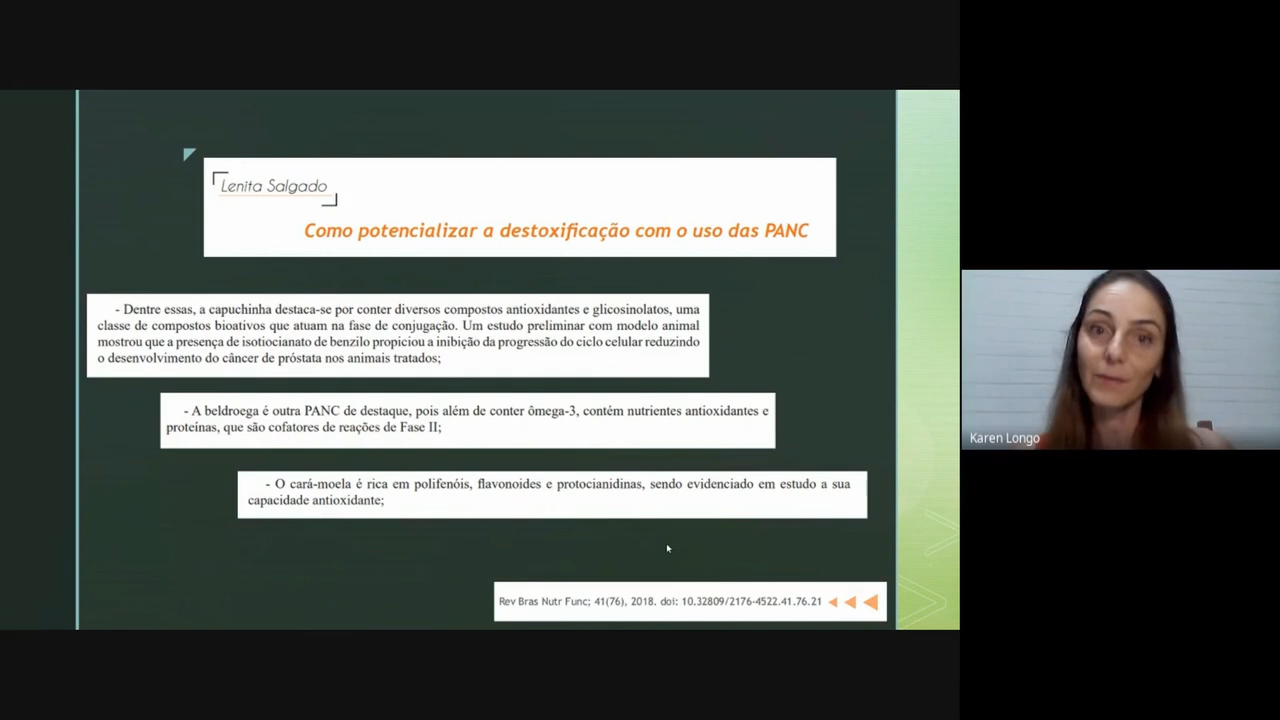 Lenita Salgado
Como potencializar a destoxificação com o uso das PANC
- Dentre essas, a capuchinha destaca-se por conter diversos compostos antioxidantes e glicosinolatos, uma
classe de compostos bioativos que atuam na fase de conjugação. Um estudo preliminar com modelo animal
mostrou que a presença de isotiocianato de benzilo propiciou a inibição da progressão do ciclo celular reduzindo
o desenvolvimento do câncer de próstata nos animais tratados;
- A beldroega é outra PANC de destaque, pois além de conter ômega-3, contém nutrientes antioxidantes e
proteínas, que são cofatores de reações de Fase II;
- O cará-moela é rica em polifenóis, flavonoides e protocianidinas, sendo evidenciado em estudo a sua
capacidade antioxidante;
Rev Bras Nutr Func; 41(76), 2018. doi: 10.32809/2176-4522.41.76.21
Karen Longo